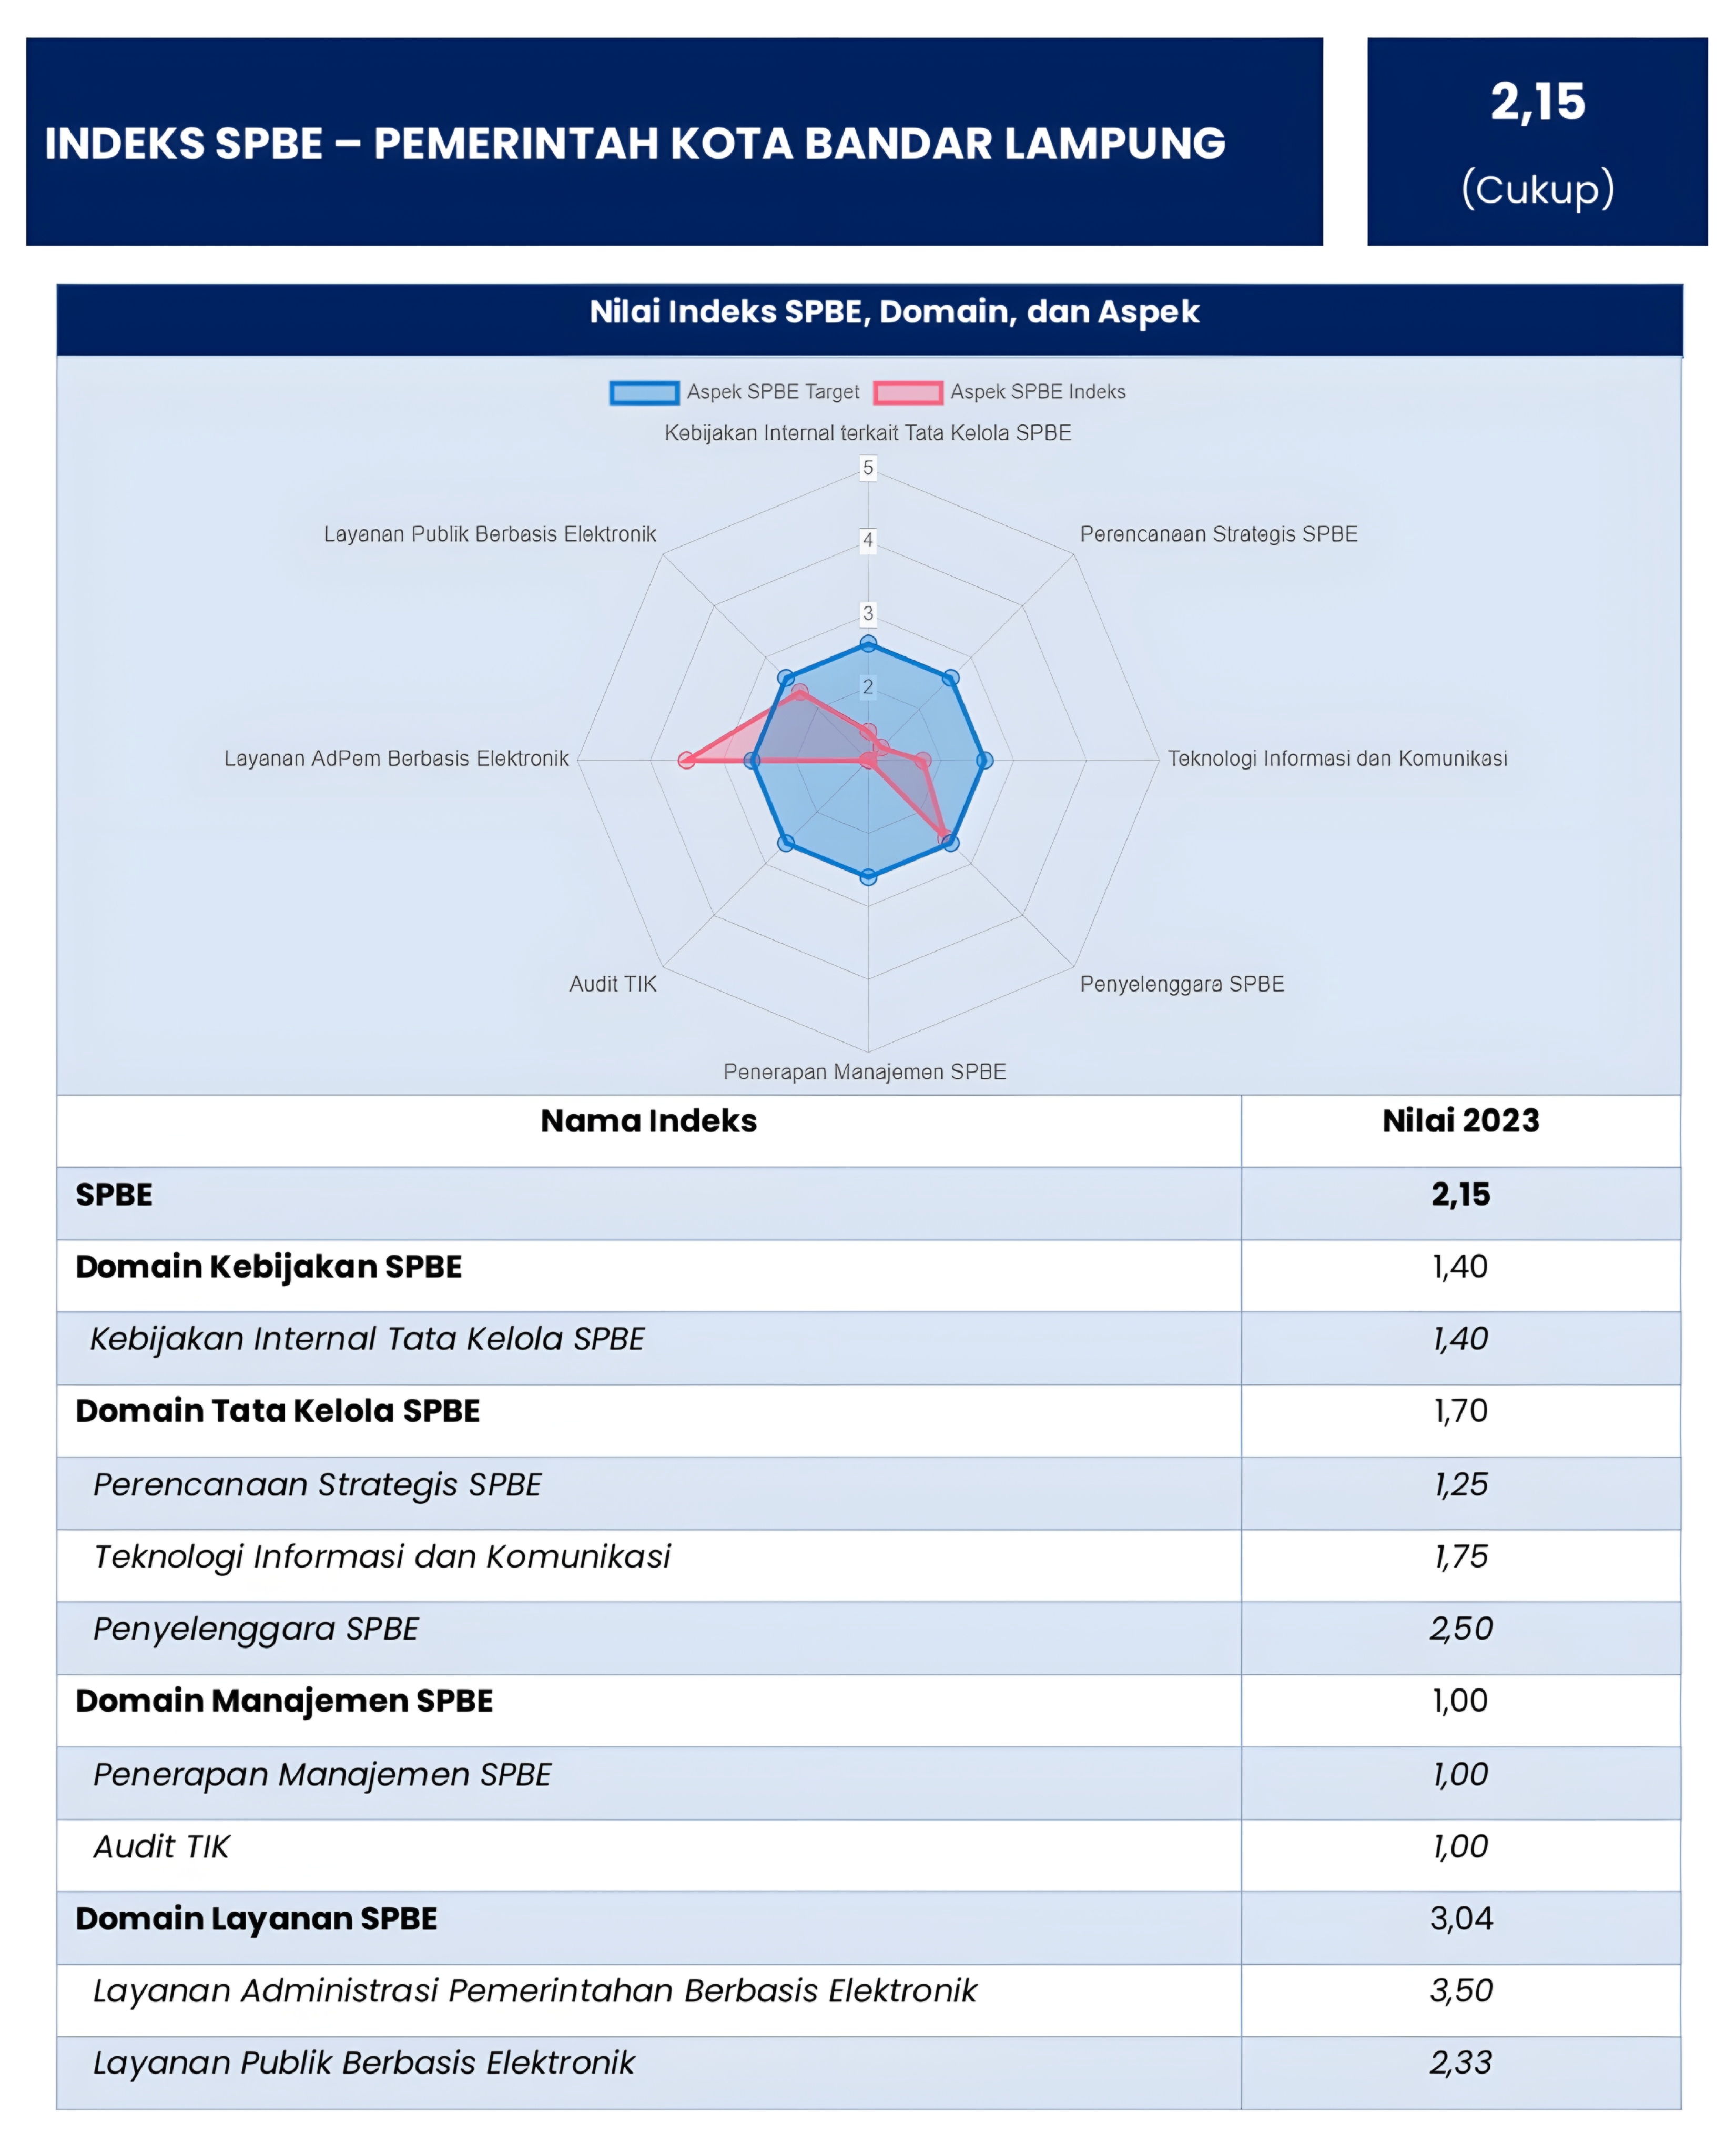 INDEKS SPBE – PEMERINTAH KOTA BANDAR LAMPUNG
2,15
(Cukup)
Nilai Indeks SPBE, Domain, dan Aspek
Aspek SPBE Target
Aspek SPBE Indeks
Kebijakan Internal terkait Tata Kelola SPBE
5
Layanan Publik Berbasis Elektronik
Perencanaan Strategis SPBE
4
3
2
Layanan AdPem Berbasis Elektronik
Teknologi Informasi dan Komunikasi
Audit TIK
Penyelenggara SPBE
Penerapan Manajemen SPBE
Nama Indeks Nilai 2023
SPBE 2,15
Domain Kebijakan SPBE 1,40
Kebijakan Internal Tata Kelola SPBE 1,40
Domain Tata Kelola SPBE 1,70
Perencanaan Strategis SPBE 1,25
Teknologi Informasi dan Komunikasi 1,75
Penyelenggara SPBE 2,50
Domain Manajemen SPBE 1,00
Penerapan Manajemen SPBE 1,00
Audit TIK 1,00
Domain Layanan SPBE 3,04
Layanan Administrasi Pemerintahan Berbasis Elektronik 3,50
Layanan Publik Berbasis Elektronik 2,33